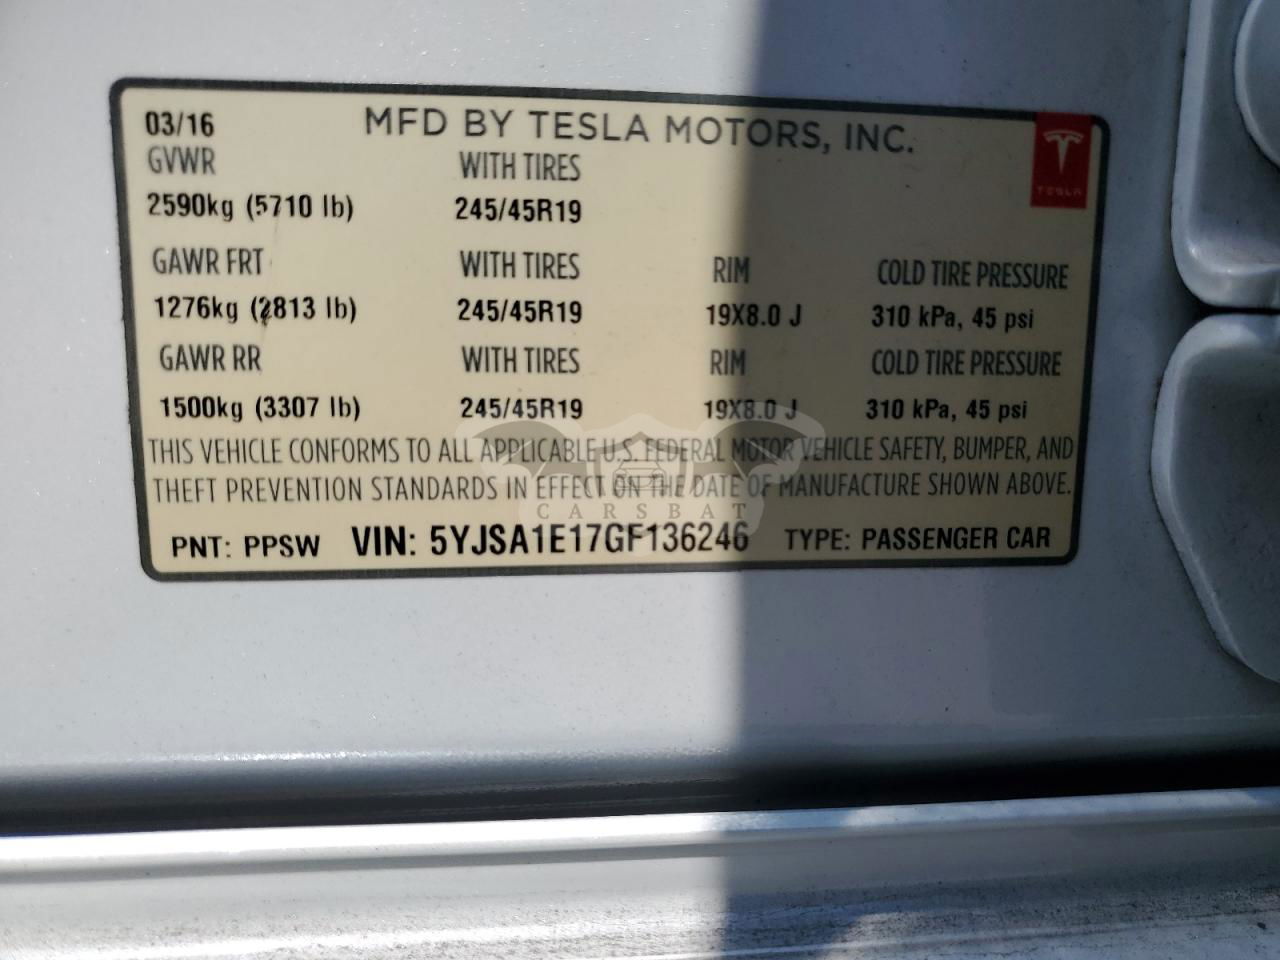 03/16 MFD BY TESLA MOTORS, INC.
GVWR WITH TIRES
TESLA
2590kg (5710 lb) 245/45R19
GAWR FRT WITH TIRES RIM COLD TIRE PRESSURE
1276kg (2813 lb) 245/45R19 19X8.0 J 310 kPa, 45 psi
GAWR RR WITH TIRES RIM COLD TIRE PRESSURE
1500kg (3307 lb) 245/45R19 19X8.0 J 310 kPa, 45 psi
THIS VEHICLE CONFORMS TO ALL APPLICABLE U.S. FEDERAL MOTOR VEHICLE SAFETY, BUMPER, AND
THEFT PREVENTION STANDARDS IN EFFECT ON THE DATE OF MANUFACTURE SHOWN ABOVE.
CARSBAT
PNT: PPSW VIN: 5YJSA1E17GF136246 TYPE: PASSENGER CAR